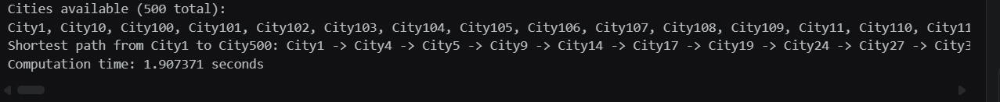 Cities available (500 total):
City1, City10, City100, City101, City102, City103, City104, City105, City106, City107, City108, City109, City11, City110, City11
Shortest path from City1 to City500: City1 -> City4 -> City5 -> City9 -> City14 -> City17 -> City19 -> City24 -> City27 -> City3
Computation time: 1.907371 seconds